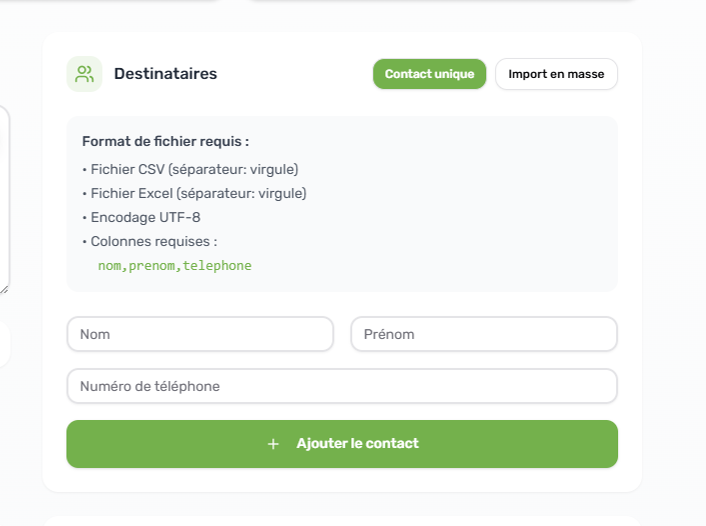 Destinataires
Contact unique
Import en masse
Format de fichier requis :
• Fichier CSV (séparateur: virgule)
• Fichier Excel (séparateur: virgule)
• Encodage UTF-8
• Colonnes requises :
nom,prenom,telephone
Nom
Prénom
Numéro de téléphone
+ Ajouter le contact